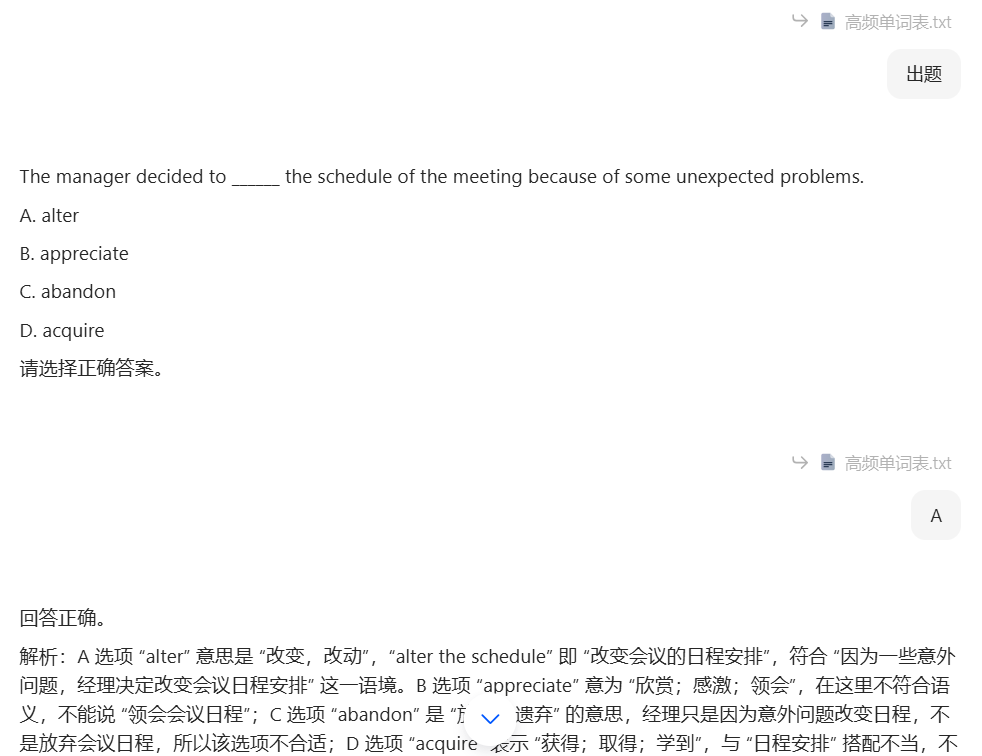 高频单词表.txt
出题
The manager decided to ______ the schedule of the meeting because of some unexpected problems.
A. alter
B. appreciate
C. abandon
D. acquire
请选择正确答案。
高频单词表.txt
A
回答正确。
解析：A 选项 “alter” 意思是 “改变，改动”，“alter the schedule” 即 “改变会议的日程安排”，符合 “因为一些意外
问题，经理决定改变会议日程安排” 这一语境。B 选项 “appreciate” 意为 “欣赏；感激；领会”，在这里不符合语
义，不能说 “领会会议日程”；C 选项 “abandon” 是 “ 遗弃” 的意思，经理只是因为意外问题改变日程，不
是放弃会议日程，所以该选项不合适；D 选项 “acquire 表示 “获得；取得；学到”，与 “日程安排” 搭配不当，不